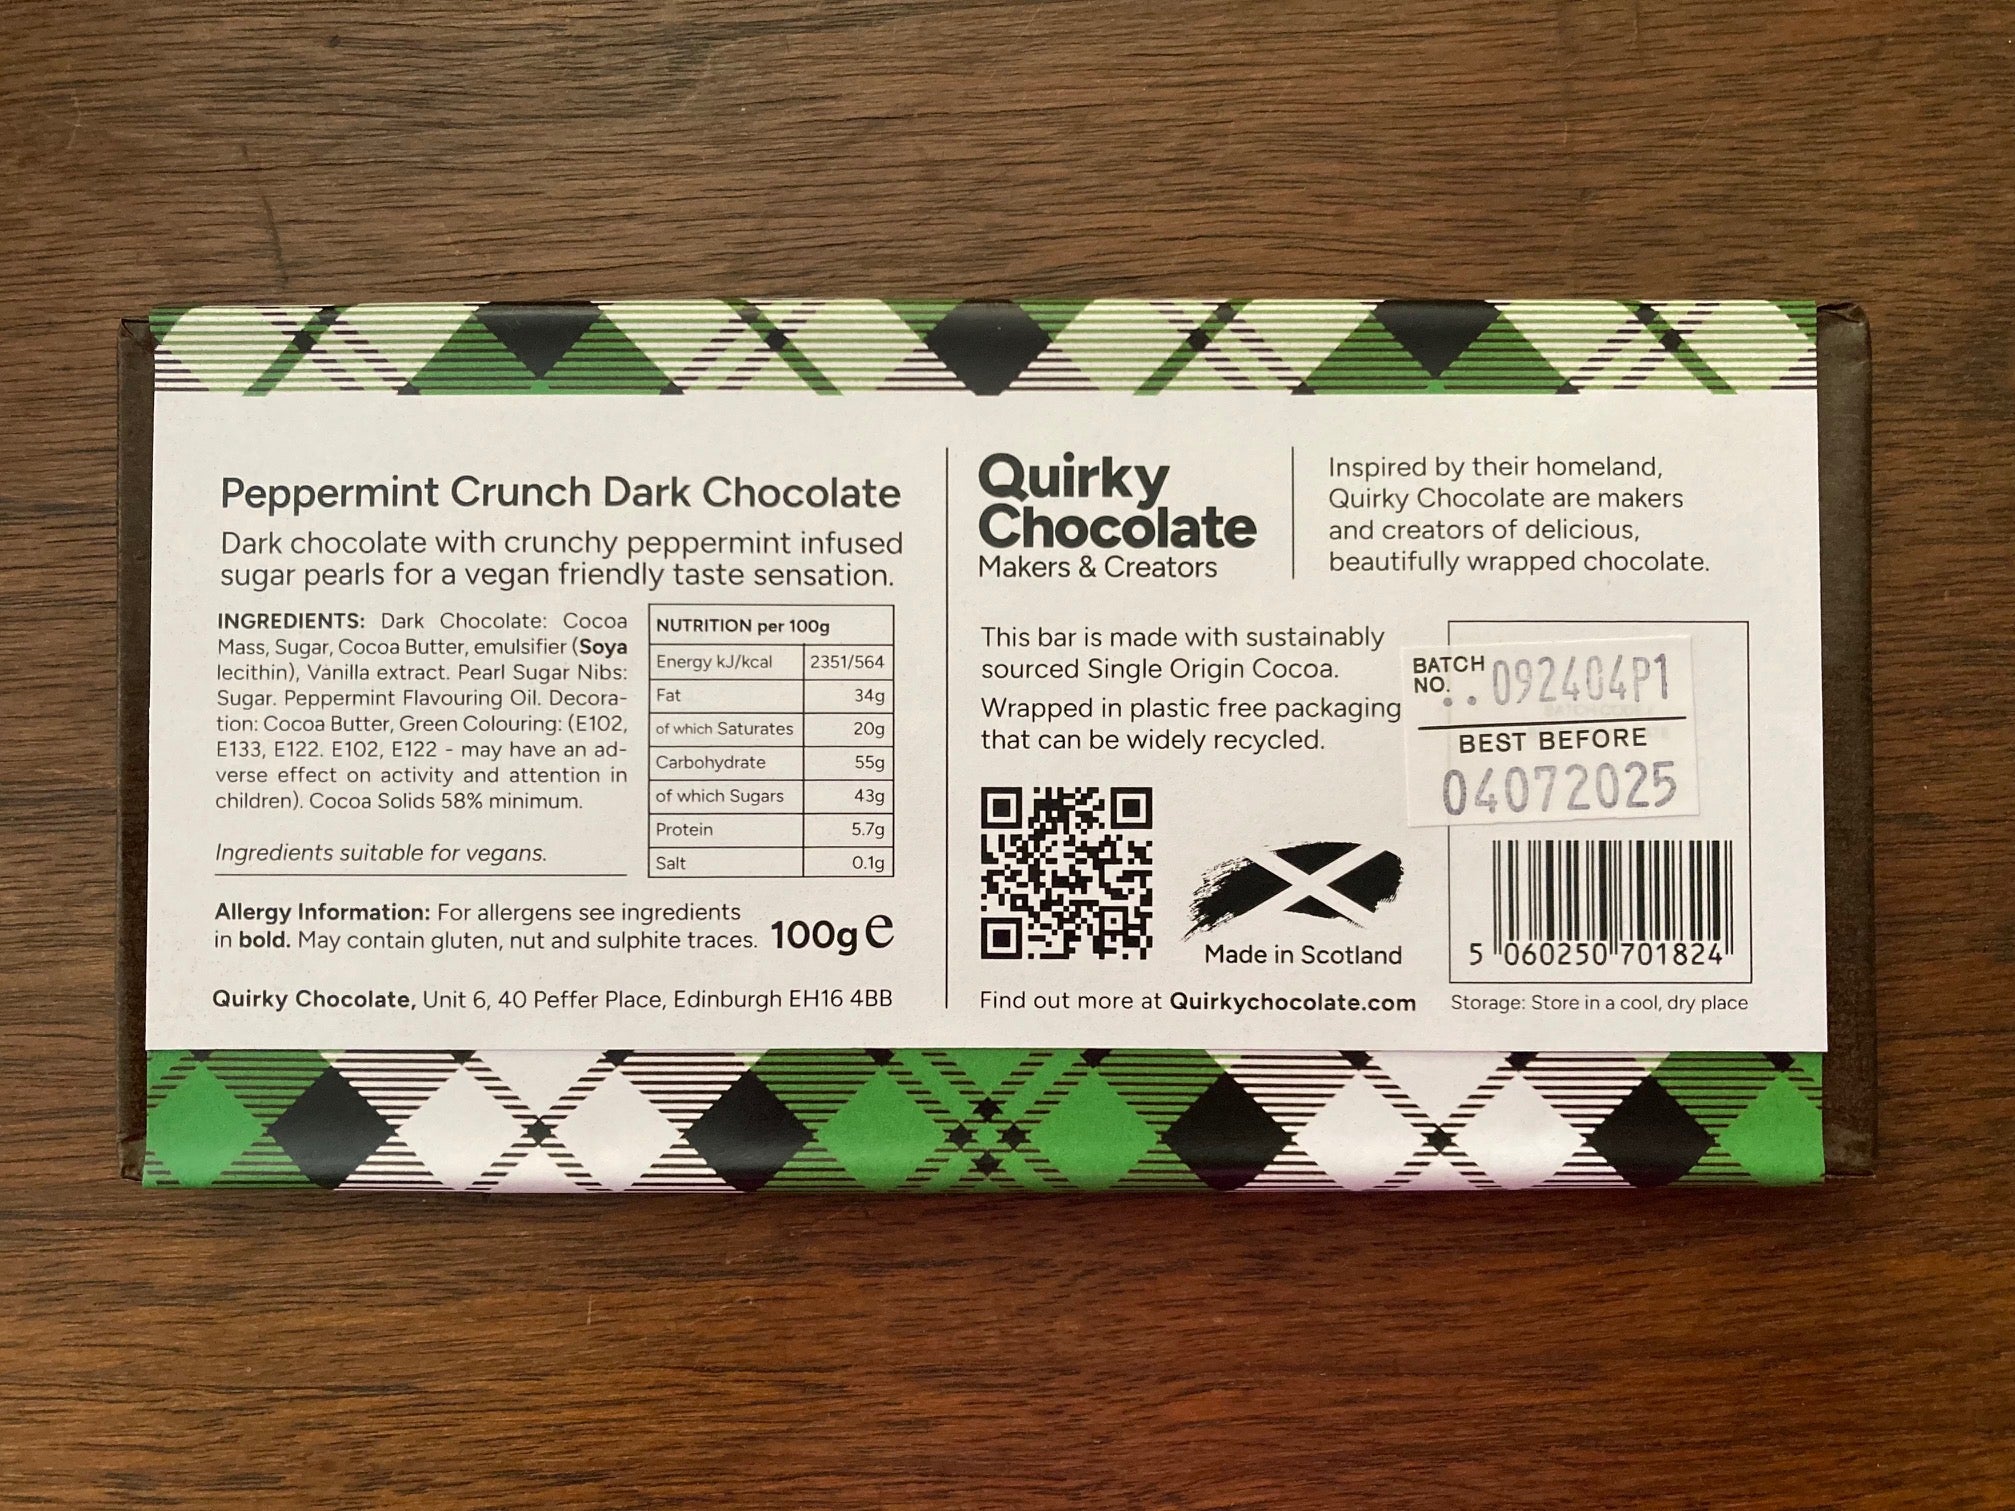 Peppermint Crunch Dark Chocolate
Dark chocolate with crunchy peppermint infused
sugar pearls for a vegan friendly taste sensation.
INGREDIENTS: Dark Chocolate: Cocoa
Mass, Sugar, Cocoa Butter, emulsifier (Soya
lecithin), Vanilla extract. Pearl Sugar Nibs:
Sugar. Peppermint Flavouring Oil. Decora-
tion: Cocoa Butter, Green Colouring: (E102,
E133, E122. E102, E122 - may have an ad-
verse effect on activity and attention in
children). Cocoa Solids 58% minimum.
Ingredients suitable for vegans.
NUTRITION per 100g
Energy kJ/kcal 2351/564
Fat 34g
of which Saturates 20g
Carbohydrate 55g
of which Sugars 43g
Protein 5.7g
Salt 0.1g
Allergy Information: For allergens see ingredients
in bold. May contain gluten, nut and sulphite traces.
100g e
Quirky Chocolate, Unit 6, 40 Peffer Place, Edinburgh EH16 4BB
Quirky
Chocolate
Makers & Creators
Inspired by their homeland,
Quirky Chocolate are makers
and creators of delicious,
beautifully wrapped chocolate.
This bar is made with sustainably
sourced Single Origin Cocoa.
Wrapped in plastic free packaging
that can be widely recycled.
Made in Scotland
Find out more at Quirkychocolate.com
BATCH
NO. .. 092404P1
BEST BEFORE
04072025
5 060250 701824
Storage: Store in a cool, dry place